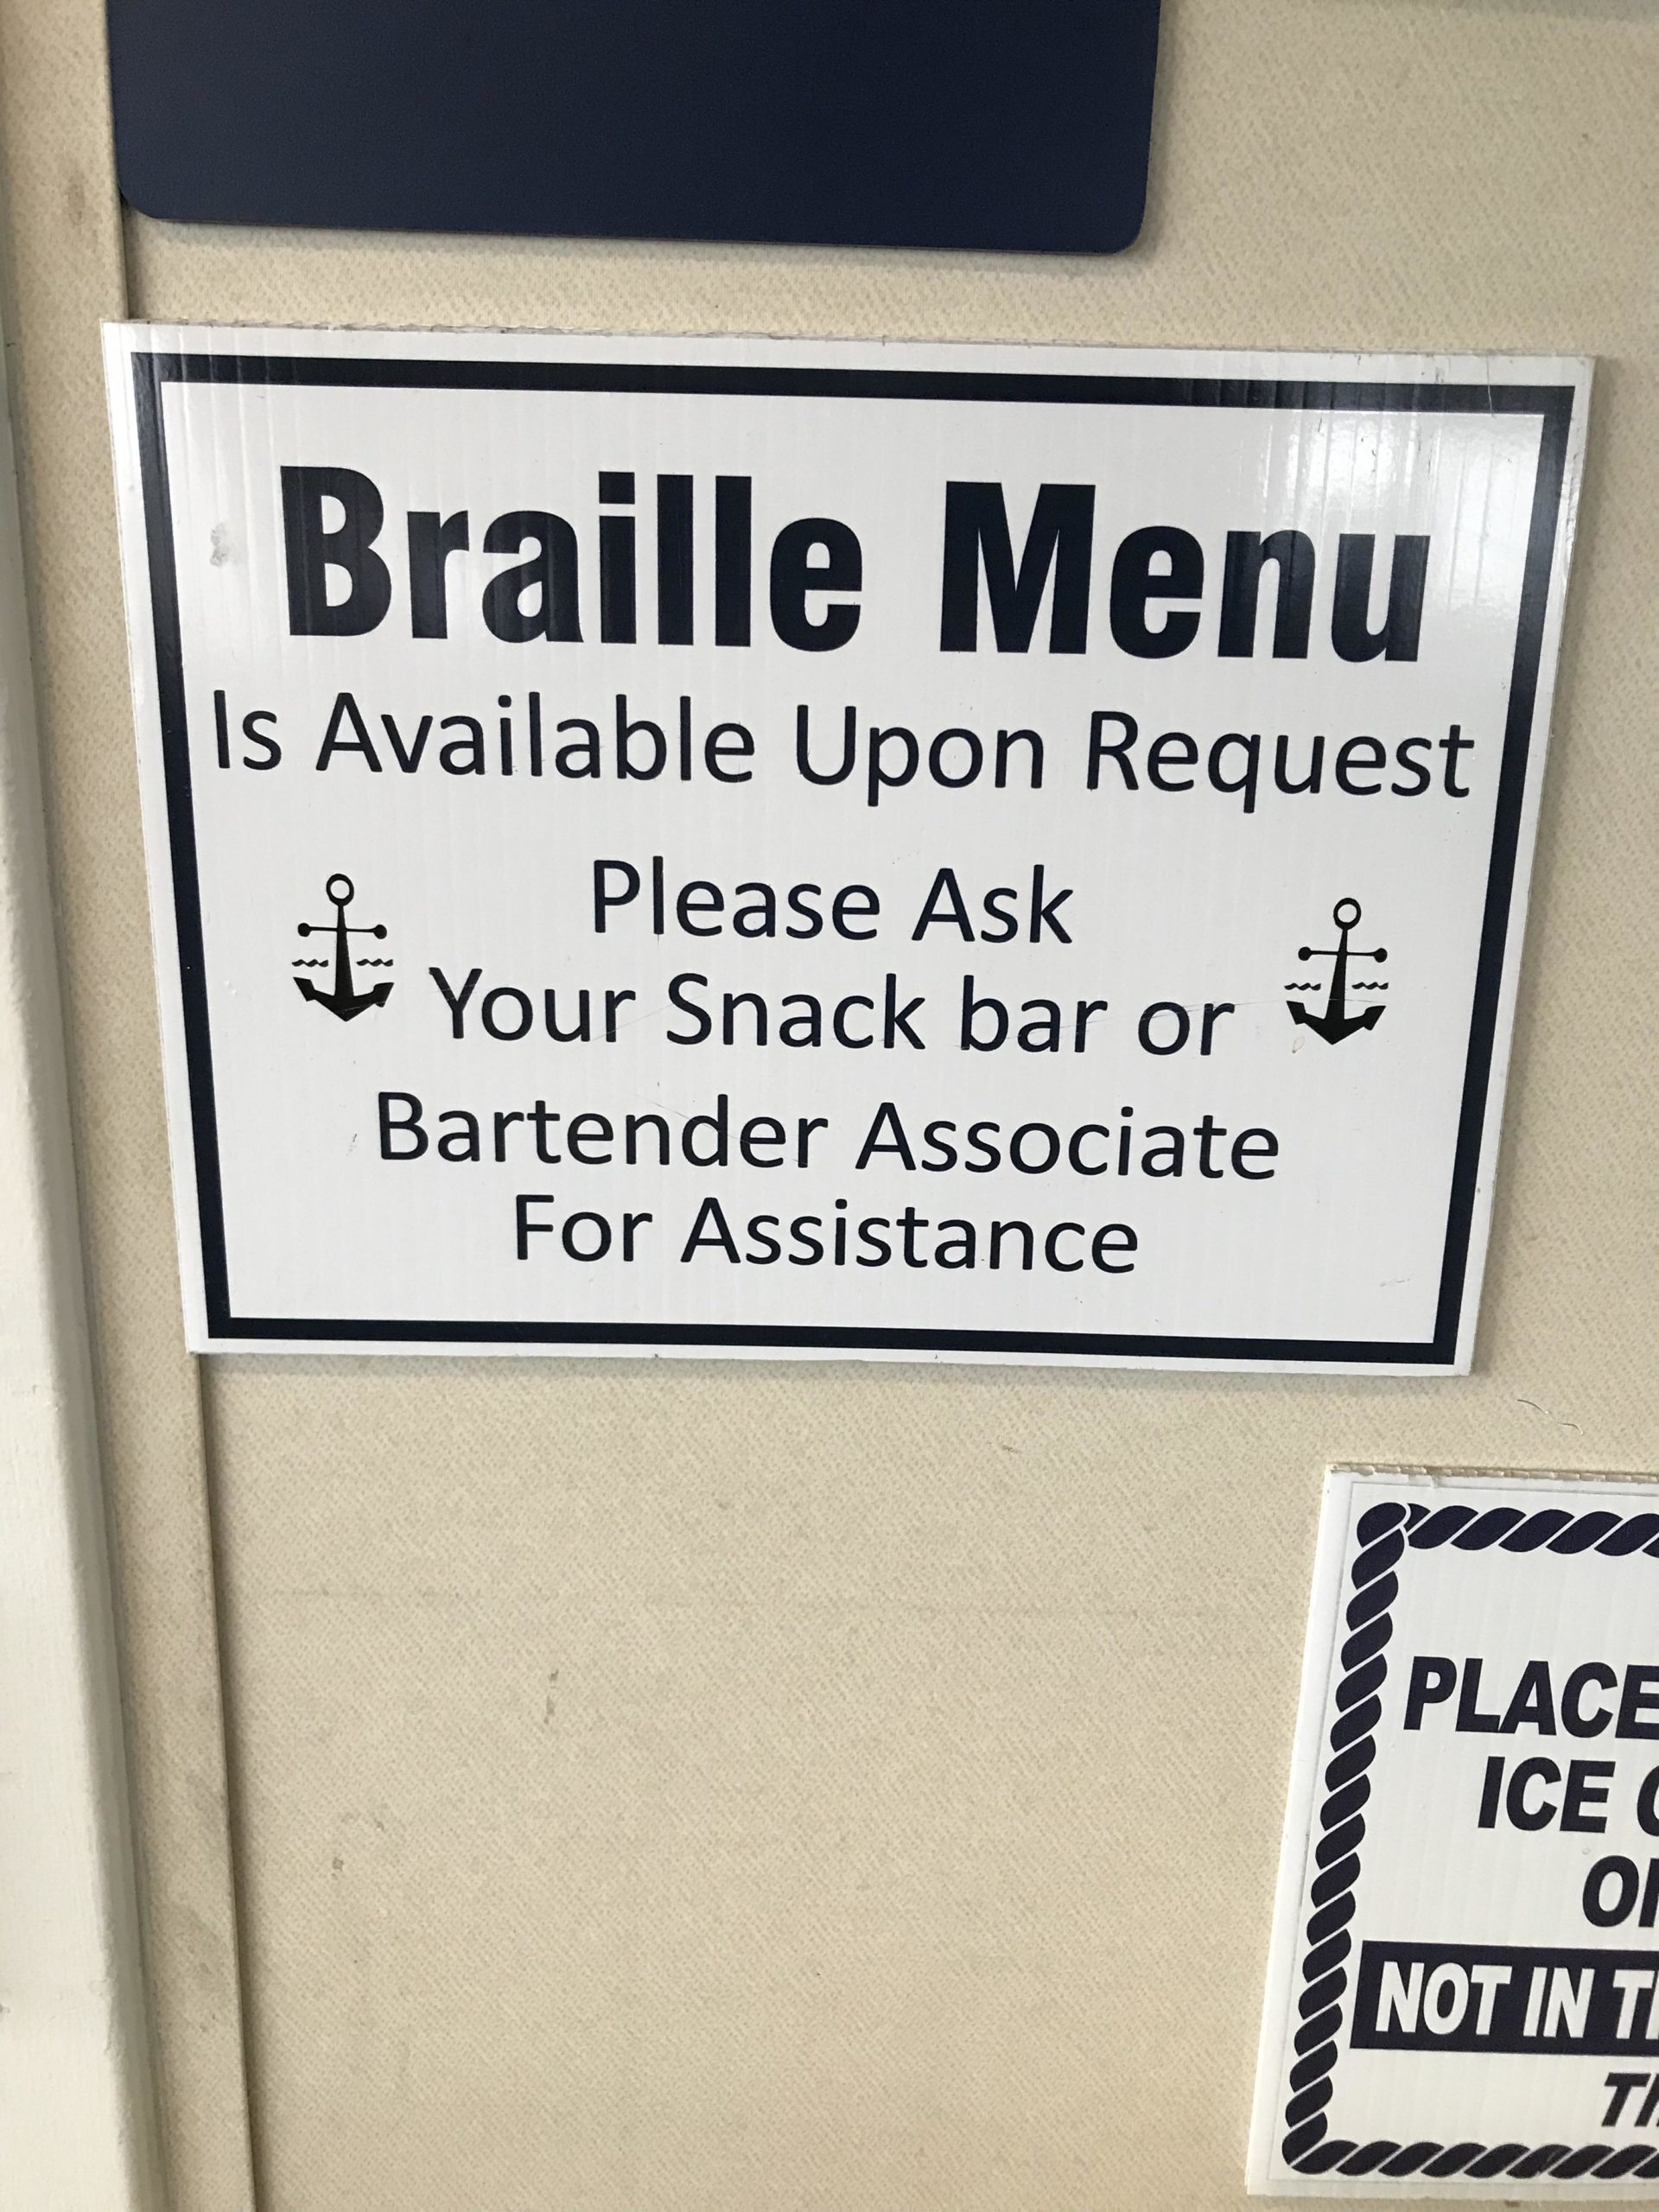 Braille Menu
Is Available Upon Request
Please Ask
Your Snack bar or
Bartender Associate
For Assistance
PLACE
ICE
NOT IN